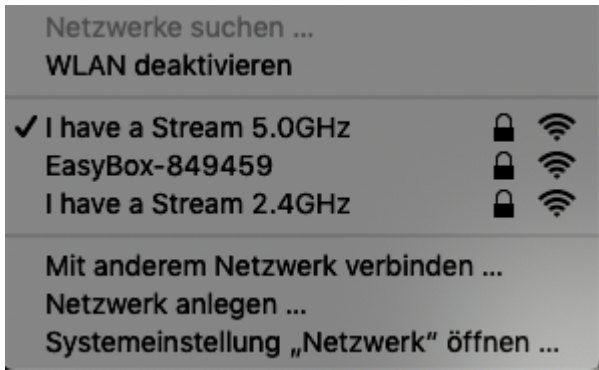 Netzwerke suchen ...
WLAN deaktivieren
✓ I have a Stream 5.0GHz
EasyBox-849459
I have a Stream 2.4GHz
Mit anderem Netzwerk verbinden ...
Netzwerk anlegen ...
Systemeinstellung „Netzwerk“ öffnen ...